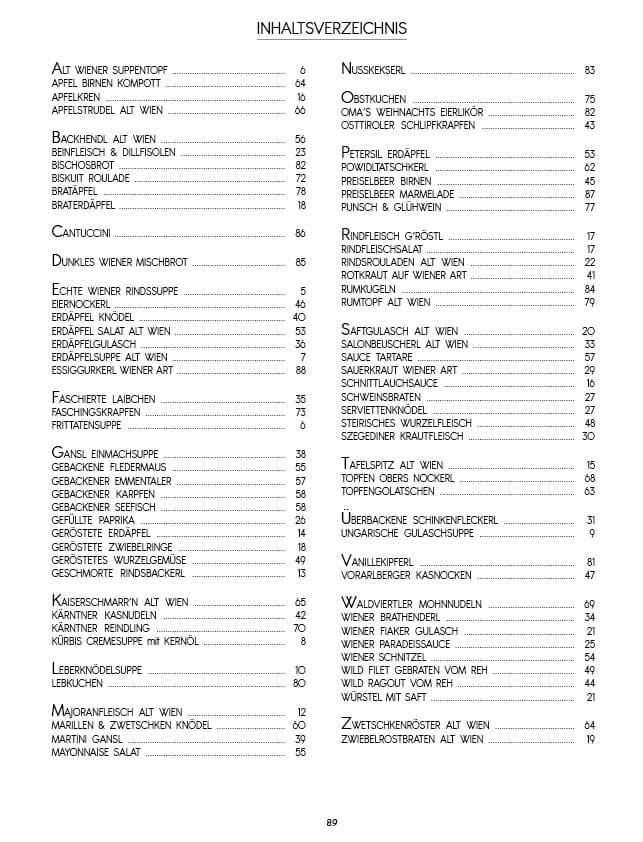 INHALTSVERZEICHNIS
ALT WIENER SUPPENTOPF 6
APFEL BIRNEN KOMPOTT 64
APFELKREN 16
APFELSTRUDEL ALT WIEN 66
BACKHENDL ALT WIEN 56
BEINFLEISCH & DILLFISOLEN 23
BISCHOSBROT 82
BISKUIT ROULADE 72
BRATÄPFEL 78
BRATERDÄPFEL 18
CANTUCCINI 86
DUNKLES WIENER MISCHBROT 85
ECHTE WIENER RINDSSUPPE 5
EIERNOCKERL 46
ERDÄPFEL KNÖDEL 40
ERDÄPFEL SALAT ALT WIEN 53
ERDÄPFELGULASCH 36
ERDÄPFELSUPPE ALT WIEN 7
ESSIGGURKERL WIENER ART 88
FASCHIERTE LAIBCHEN 35
FASCHINGSKRAPFEN 73
FRITTATENSUPPE 6
GANSL EINMACHSUPPE 38
GEBACKENE FLEDERMAUS 55
GEBACKENER EMMENTALER 57
GEBACKENER KARPFEN 58
GEBACKENER SEEFISCH 58
GEFÜLLTE PAPRIKA 26
GERÖSTETE ERDÄPFEL 14
GERÖSTETE ZWIEBELRINGE 18
GERÖSTETES WURZELGEMÜSE 49
GESCHMORTE RINDSBACKERL 13
KAISERSCHMARR'N ALT WIEN 65
KÄRNTNER KASNUDELN 42
KÄRNTNER REINDLING 70
KÜRBIS CREMESUPPE mit KERNÖL 8
LEBERKNÖDELSUPPE 10
LEBKUCHEN 80
MAJORANFLEISCH ALT WIEN 12
MARILLEN & ZWETSCHKEN KNÖDEL 60
MARTINI GANSL 39
MAYONNAISE SALAT 55
NUSSKEKSERL 83
OBSTKUCHEN 75
OMA'S WEIHNACHTS EIERLIKÖR 82
OSTTIROLER SCHLIPFKRAPFEN 43
PETERSIL ERDÄPFEL 53
POWIDLTATSCHKERL 62
PREISELBEER BIRNEN 45
PREISELBEER MARMELADE 87
PUNSCH & GLÜHWEIN 77
RINDFLEISCH G'RÖSTL 17
RINDFLEISCHSALAT 17
RINDSROULADEN ALT WIEN 22
ROTKRAUT AUF WIENER ART 41
RUMKUGELN 84
RUMTOPF ALT WIEN 79
SAFTGULASCH ALT WIEN 20
SALONBEUSCHERL ALT WIEN 33
SAUCE TARTARE 57
SAUERKRAUT WIENER ART 29
SCHNITTLAUCHSAUCE 16
SCHWEINSBRATEN 27
SERVIETTENKNÖDEL 27
STEIRISCHES WURZELFLEISCH 48
SZEGEDINER KRAUTFLEISCH 30
TAFELSPITZ ALT WIEN 15
TOPFEN OBERS NOCKERL 68
TOPFENGOLATSCHEN 63
ÜBERBACKENE SCHINKENFLECKERL 31
UNGARISCHE GULASCHSUPPE 9
VANILLEKIPFERL 81
VORARLBERGER KASNOCKEN 47
WALDVIERTLER MOHNNUDELN 69
WIENER BRATHENDERL 34
WIENER FIAKER GULASCH 21
WIENER PARADEISSAUCE 25
WIENER SCHNITZEL 54
WILD FILET GEBRATEN VOM REH 49
WILD RAGOUT VOM REH 44
WÜRSTEL MIT SAFT 21
ZWETSCHKENRÖSTER ALT WIEN 64
ZWIEBELROSTBRATEN ALT WIEN 19
89